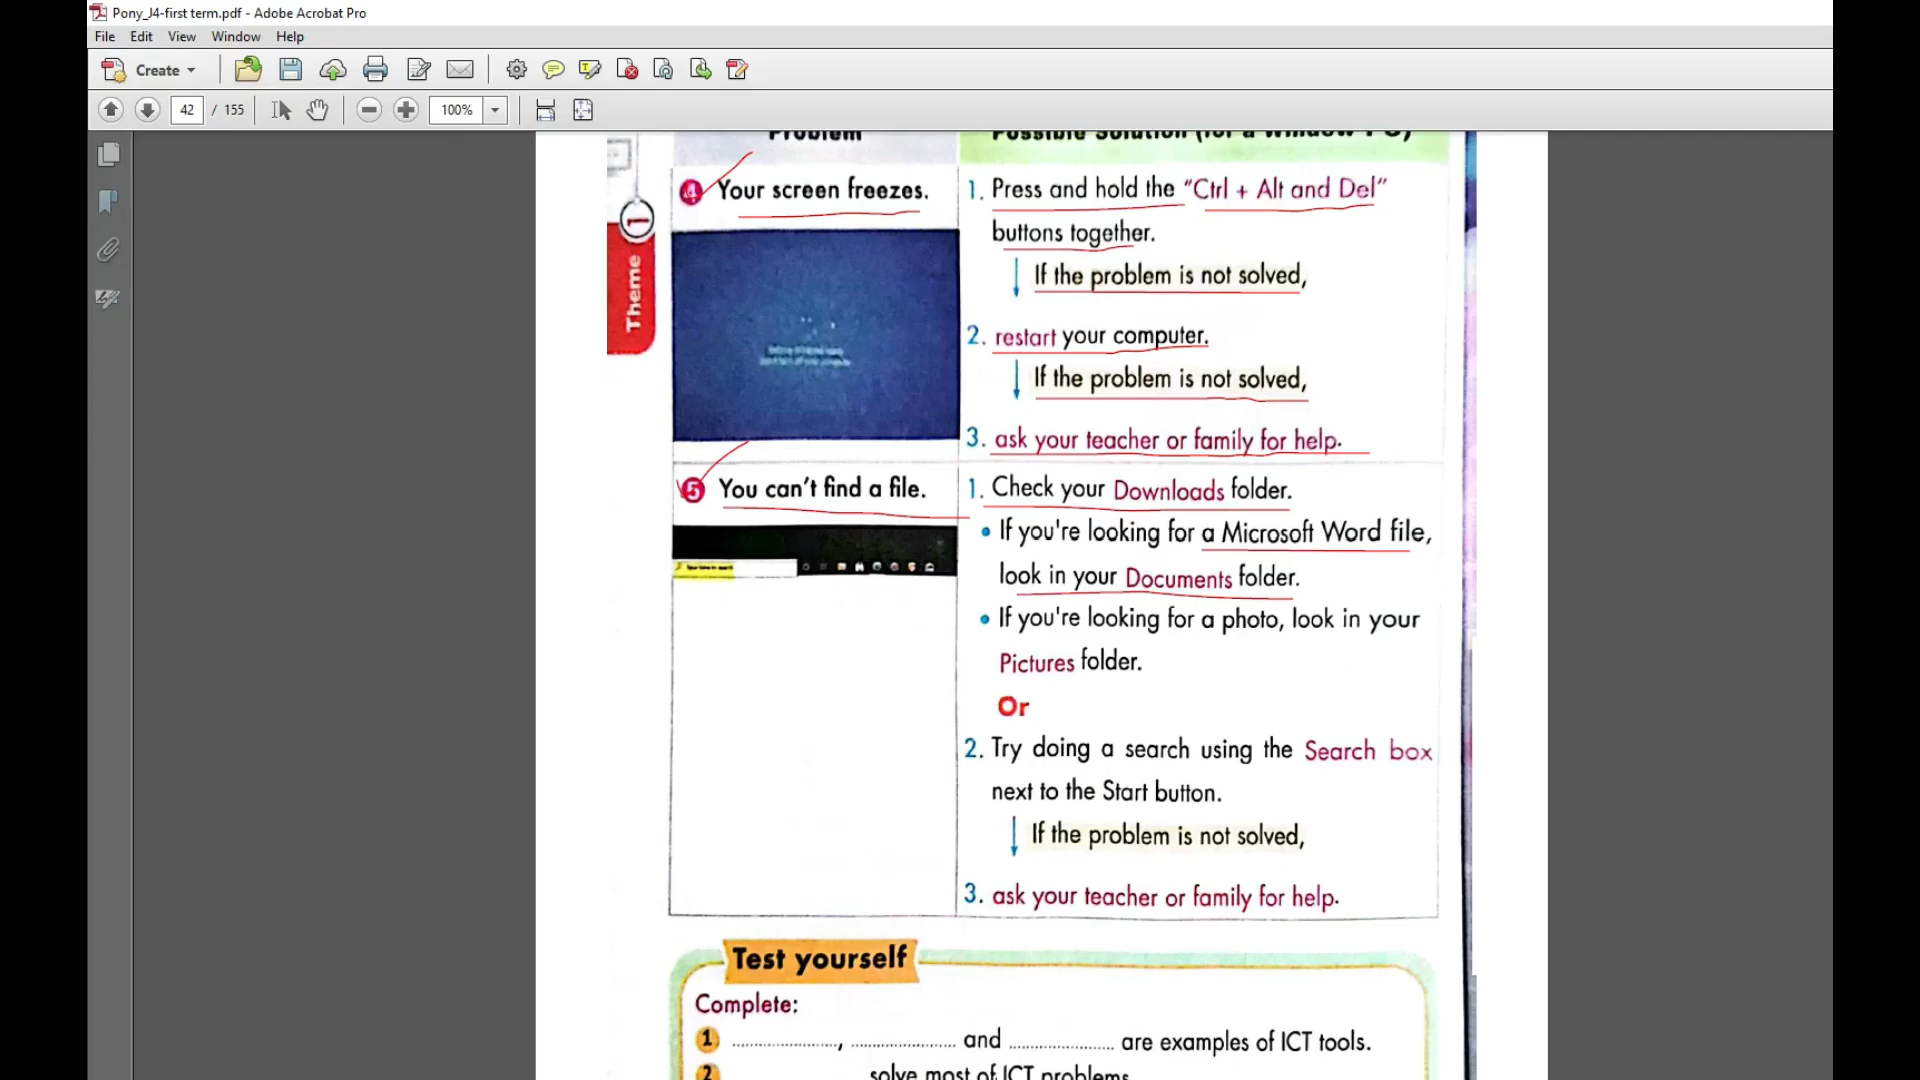 Pony_J4-first term.pdf - Adobe Acrobat Pro
File Edit View Window Help
Create
42 / 155
100%
Problem
Possible Solution (for a Window PC)
1
Theme
4 Your screen freezes.
1. Press and hold the "Ctrl + Alt and Del"
buttons together.
If the problem is not solved,
2. restart your computer.
If the problem is not solved,
3. ask your teacher or family for help.
5 You can't find a file.
1. Check your Downloads folder.
• If you're looking for a Microsoft Word file,
look in your Documents folder.
• If you're looking for a photo, look in your
Pictures folder.
Or
2. Try doing a search using the Search box
next to the Start button.
If the problem is not solved,
3. ask your teacher or family for help.
Test yourself
Complete:
1 ...................., .................... and .................... are examples of ICT tools.
2 solve most of ICT problems